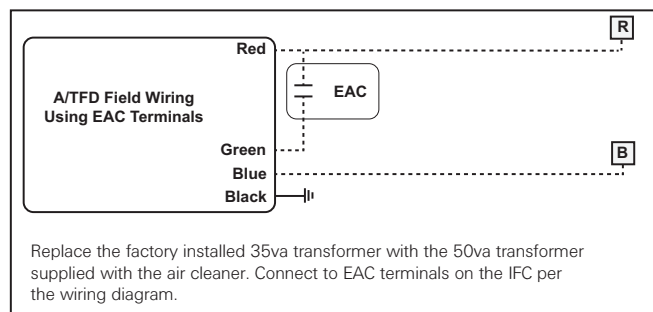 R
Red
EAC
A/TFD Field Wiring
Using EAC Terminals
Green
B
Blue
Black
Replace the factory installed 35va transformer with the 50va transformer
supplied with the air cleaner. Connect to EAC terminals on the IFC per
the wiring diagram.